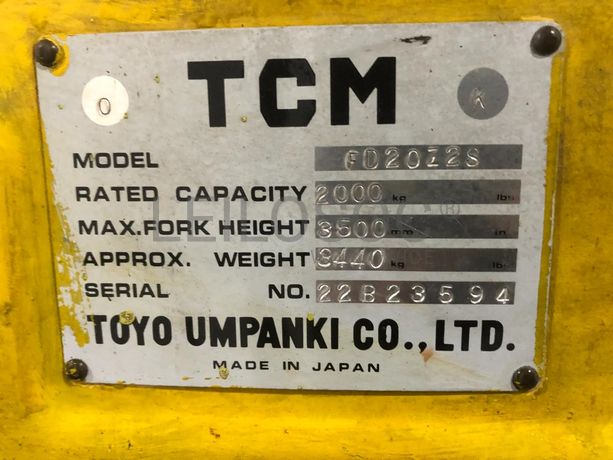 TCM
O
K
MODEL FD20Z2S
RATED CAPACITY 2000 kg lbs
MAX.FORK HEIGHT 3500 mm in
APPROX. WEIGHT 3440 kg lb
SERIAL NO. 22B23594
TOYO UMPANKI CO.,LTD.
MADE IN JAPAN